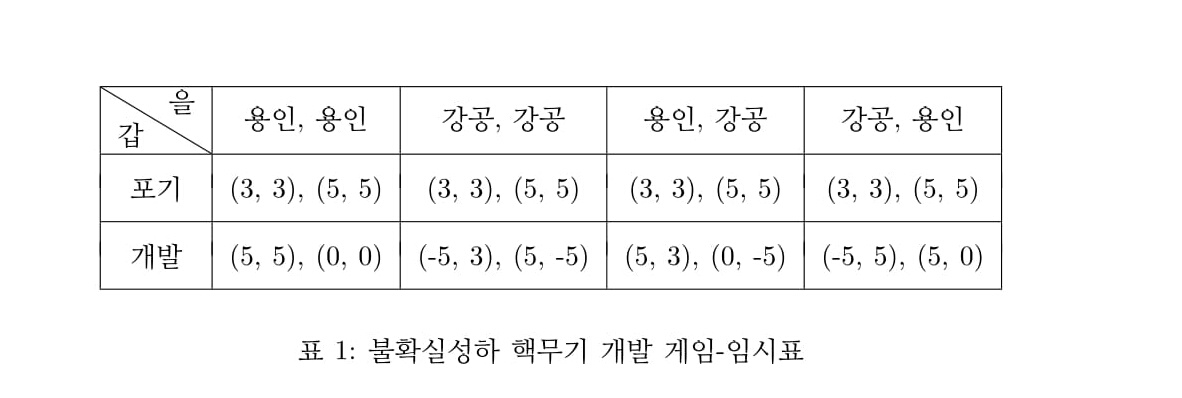 을
갑
용인, 용인 강공, 강공 용인, 강공 강공, 용인
포기 (3, 3), (5, 5) (3, 3), (5, 5) (3, 3), (5, 5) (3, 3), (5, 5)
개발 (5, 5), (0, 0) (-5, 3), (5, -5) (5, 3), (0, -5) (-5, 5), (5, 0)
표 1: 불확실성하 핵무기 개발 게임-임시표